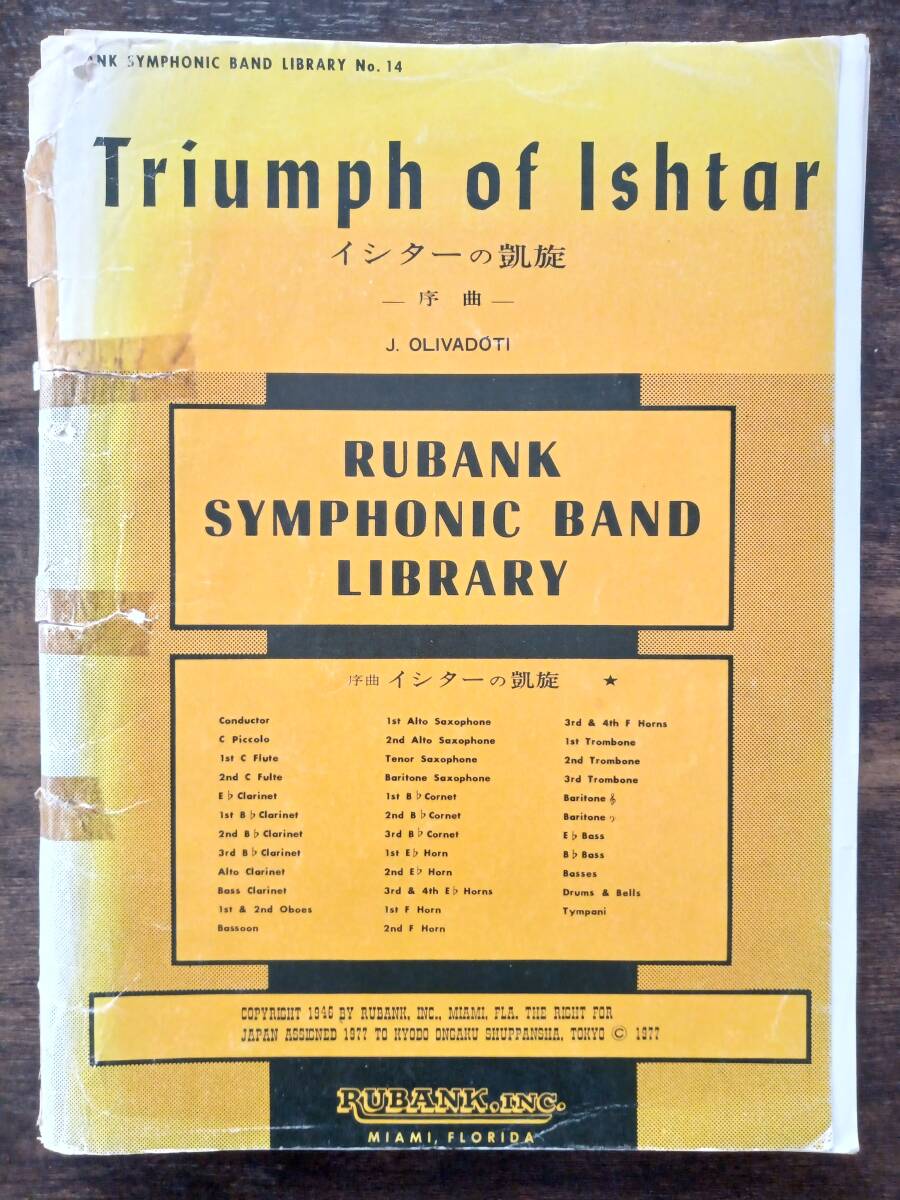 ANK SYMPHONIC BAND LIBRARY No. 14
Triumph of Ishtar
イシターの凱旋
— 序 曲 —
J. OLIVADOTI
RUBANK
SYMPHONIC BAND
LIBRARY
序曲 イシターの凱旋 ★
Conductor
C Piccolo
1st C Flute
2nd C Fulte
E♭ Clarinet
1st B♭ Clarinet
2nd B♭ Clarinet
3rd B♭ Clarinet
Alto Clarinet
Bass Clarinet
1st & 2nd Oboes
Bassoon
1st Alto Saxophone
2nd Alto Saxophone
Tenor Saxophone
Baritone Saxophone
1st B♭ Cornet
2nd B♭ Cornet
3rd B♭ Cornet
1st E♭ Horn
2nd E♭ Horn
3rd & 4th E♭ Horns
1st F Horn
2nd F Horn
3rd & 4th F Horns
1st Trombone
2nd Trombone
3rd Trombone
Baritone 𝄞
Baritone 𝄢
E♭ Bass
B♭ Bass
Basses
Drums & Bells
Tympani
COPYRIGHT 1946 BY RUBANK, INC., MIAMI, FLA. THE RIGHT FOR
JAPAN ASSIGNED 1977 TO KYODO ONGAKU SHUPPANSHA, TOKYO © 1977
RUBANK, INC.
MIAMI, FLORIDA